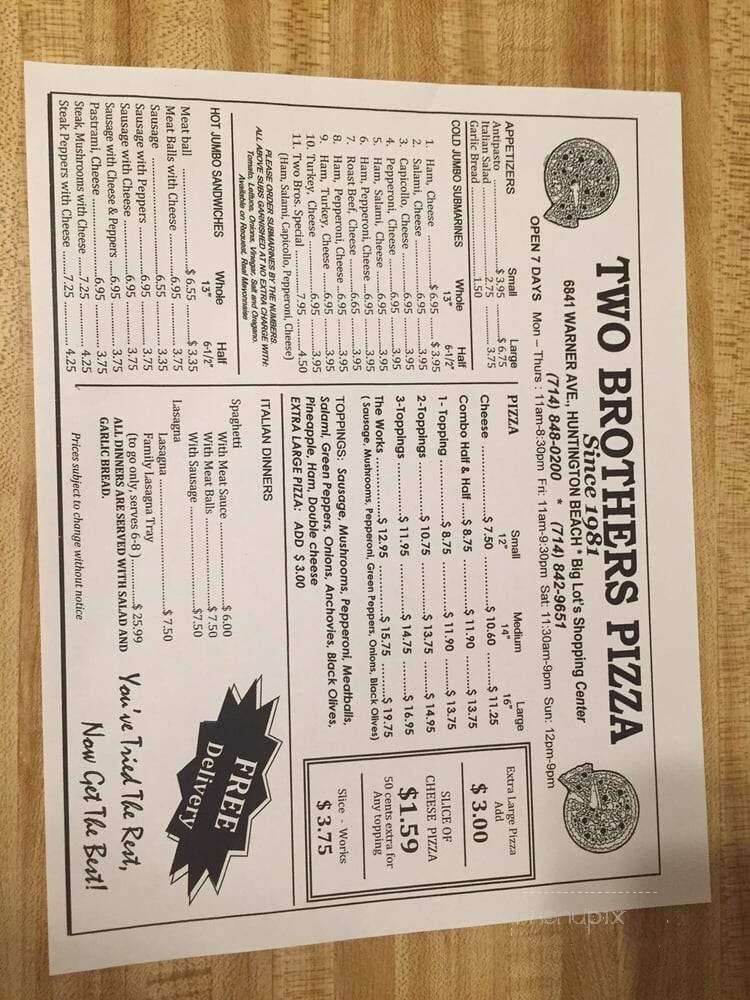 TWO BROTHERS PIZZA
Since 1981
6841 WARNER AVE., HUNTINGTON BEACH * Big Lot's Shopping Center
(714) 848-0200 * (714) 842-9651
OPEN 7 DAYS Mon – Thurs : 11am-8:30pm Fri: 11am-9:30pm Sat: 11:30am-9pm Sun: 12pm-9pm
APPETIZERS Small Large
Antipasto ........ $ 3.95 ........ $ 6.75
Italian Salad ........ 2.75 ........ 3.75
Garlic Bread ........ 1.50
COLD JUMBO SUBMARINES Whole Half
13" 6-1/2"
1. Ham, Cheese ........ $ 6.95 ........ $ 3.95
2. Salami, Cheese ........ 6.95 ........ 3.95
3. Capicollo, Cheese ........ 6.95 ........ 3.95
4. Pepperoni, Cheese ........ 6.95 ........ 3.95
5. Ham, Salami, Cheese ........ 6.95 ........ 3.95
6. Ham, Pepperoni, Cheese ..6.95 ........ 3.95
7. Roast Beef, Cheese ........ 6.65 ........ 3.95
8. Ham, Pepperoni, Cheese ...6.95 ........ 3.95
9. Ham, Turkey, Cheese ........ 6.95 ........ 3.95
10. Turkey, Cheese ........ 6.95 ........ 3.95
11. Two Bros. Special ........ 7.95 ........ 4.50
(Ham, Salami, Capicollo, Pepperoni, Cheese)
PLEASE ORDER SUBMARINES BY THE NUMBERS
ALL ABOVE SUBS GARNISHED AT NO EXTRA CHARGE WITH:
Tomato, Lettuce, Onions, Vinegar, Salt and Oregano.
Available on Request, Real Mayonnaise
HOT JUMBO SANDWICHES Whole Half
13" 6-1/2"
Meat ball ........ $ 6.55 ........ $ 3.35
Meat Balls with Cheese ........ 6.95 ........ 3.75
Sausage ........ 6.55 ........ 3.35
Sausage with Peppers ........ 6.95 ........ 3.75
Sausage with Cheese ........ 6.95 ........ 3.75
Sausage with Cheese & Peppers ....6.95 ........ 3.75
Pastrami, Cheese ........ 6.95 ........ 3.75
Steak, Mushrooms with Cheese ........ 7.25 ........ 4.25
Steak Peppers with Cheese ........ 7.25 ........ 4.25
PIZZA Small Medium Large
12" 14" 16"
Cheese ........ $ 7.50 ........ $ 10.60 ........ $ 11.25
Combo Half & Half ..... $ 8.75 ........ $ 11.90 ........ $ 13.75
1- Topping ........ $ 8.75 ........ $ 11.90 ........ $ 13.75
2-Toppings ........ $ 10.75 ........ $ 13.75 ........ $ 14.95
3-Toppings ........ $ 11.95 ........ $ 14.75 ........ $ 16.95
The Works ........ $ 12.95 ........ $ 15.75 ........ $ 19.75
( Sausage, Mushrooms, Pepperoni, Green Peppers, Onions, Black Olives)
TOPPINGS: Sausage, Mushrooms, Pepperoni, Meatballs,
Salami, Green Peppers, Onions, Anchovies, Black Olives,
Pineapple, Ham, Double cheese
EXTRA LARGE PIZZA: ADD $ 3.00
Extra Large Pizza
Add
$ 3.00
SLICE OF
CHEESE PIZZA
$1.59
50 cents extra for
Any topping
Slice - Works
$ 3.75
ITALIAN DINNERS
Spaghetti
With Meat Sauce ........ $ 6.00
With Meat Balls ........ $ 7.50
With Sausage ........ $7.50
Lasagna
Lasagna ........ $ 7.50
Family Lasagna Tray
(to go only, serves 6-8 ) ........ $ 25.99
ALL DINNERS ARE SERVED WITH SALAD AND
GARLIC BREAD.
Prices subject to change without notice
FREE
Delivery
You've Tried The Rest,
Now Get The Best!
menupix